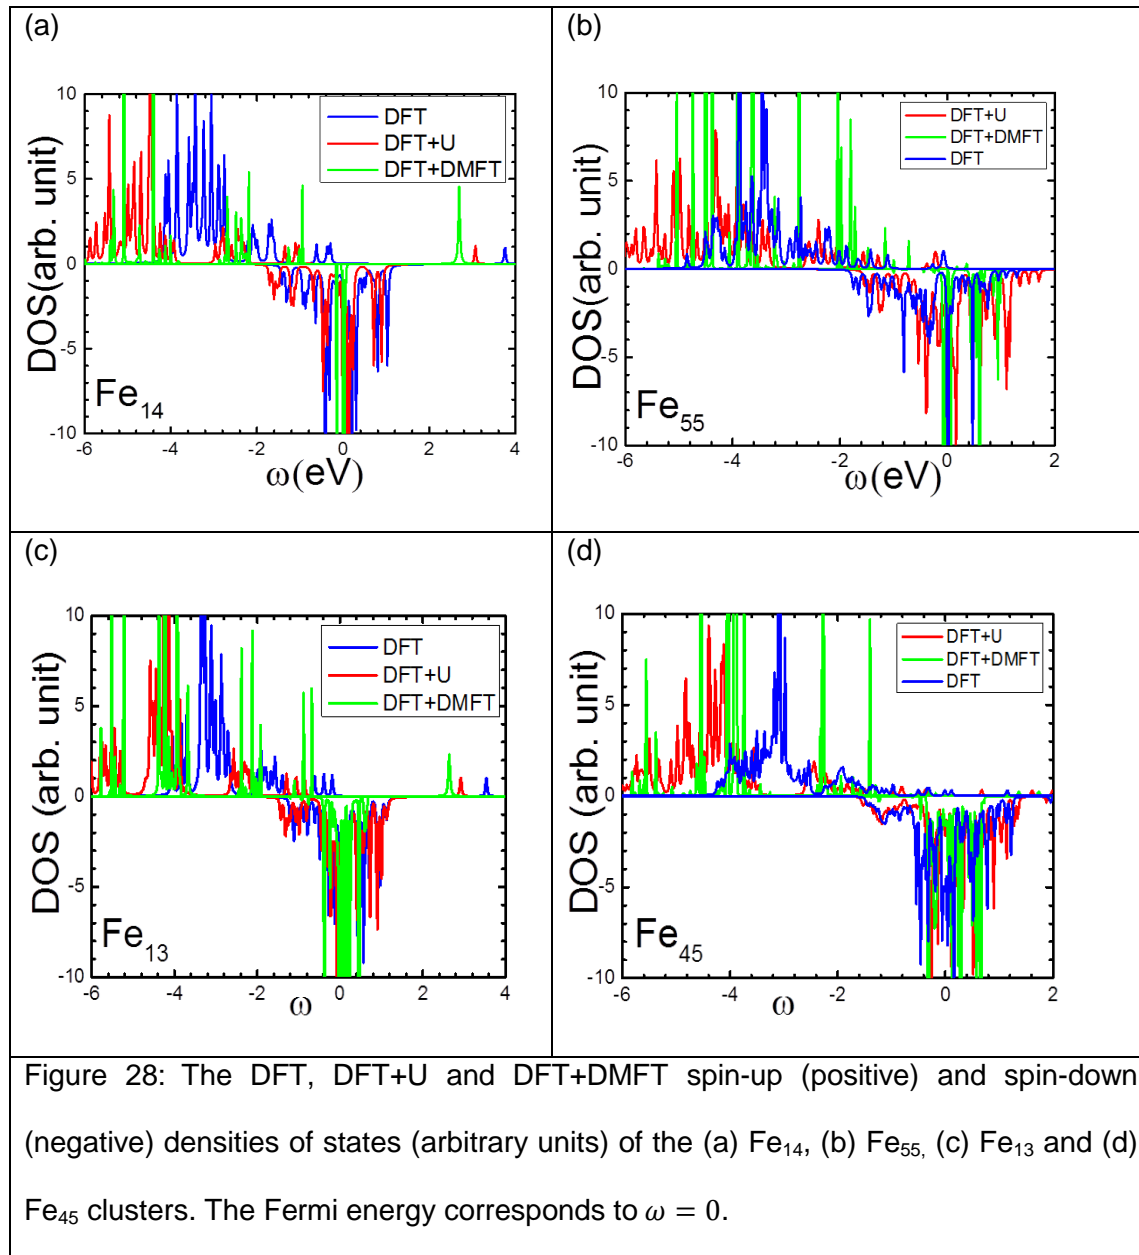 (a)
10
5
0
-5
-10
DOS(arb. unit)
DFT
DFT+U
DFT+DMFT
Fe₁₄
-6 -4 -2 0 2 4
ω(eV)
(b)
10
5
0
-5
-10
DOS(arb. unit)
DFT+U
DFT+DMFT
DFT
Fe₅₅
-6 -4 -2 0 2
ω(eV)
(c)
10
5
0
-5
-10
DOS (arb. unit)
DFT
DFT+U
DFT+DMFT
Fe₁₃
-6 -4 -2 0 2 4
ω
(d)
10
5
0
-5
-10
DOS (arb. unit)
DFT+U
DFT+DMFT
DFT
Fe₄₅
-6 -4 -2 0 2
ω
Figure 28: The DFT, DFT+U and DFT+DMFT spin-up (positive) and spin-down
(negative) densities of states (arbitrary units) of the (a) Fe₁₄, (b) Fe₅₅, (c) Fe₁₃ and (d)
Fe₄₅ clusters. The Fermi energy corresponds to ω = 0.